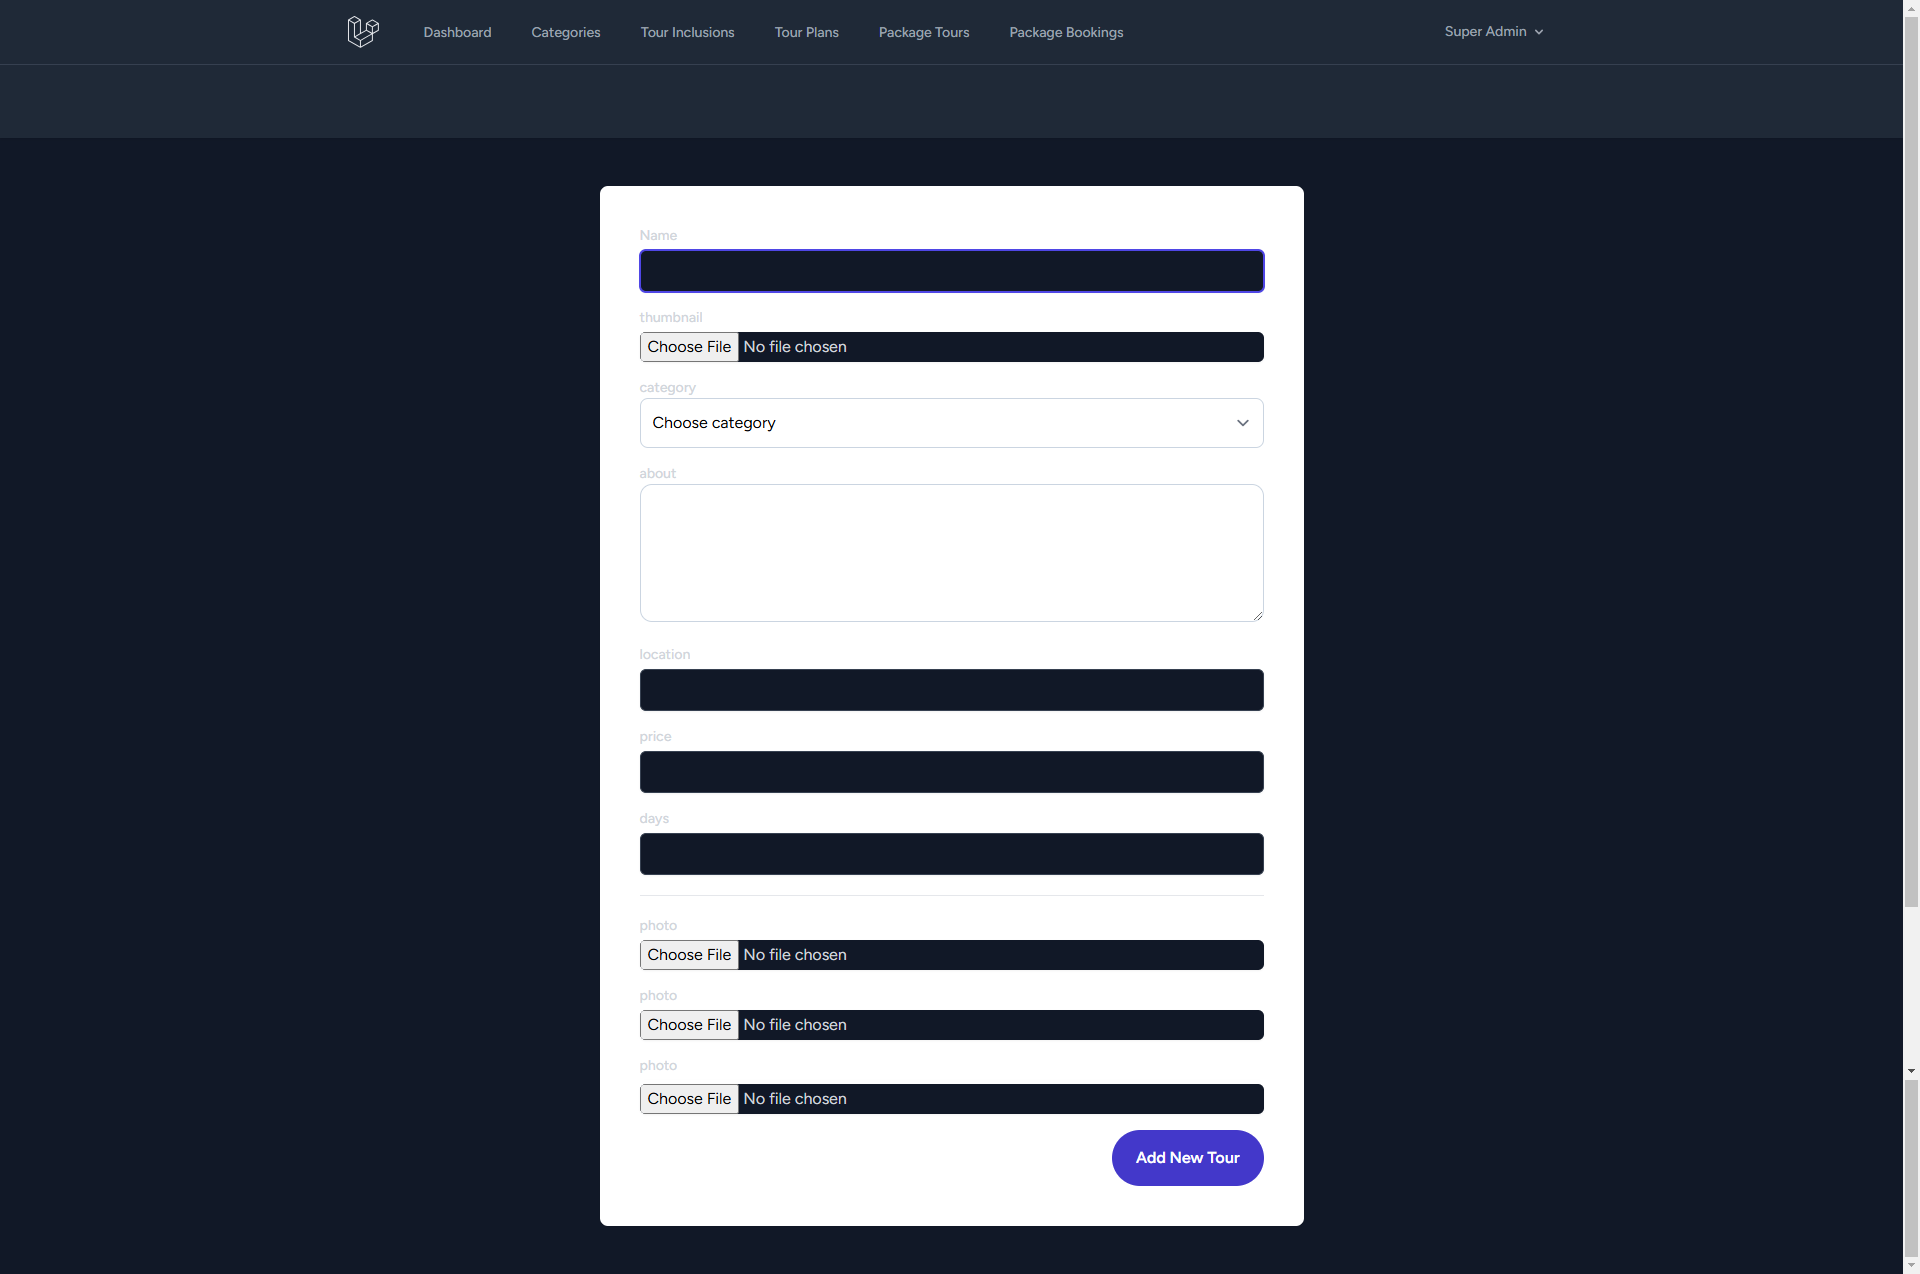 Dashboard Categories Tour Inclusions Tour Plans Package Tours Package Bookings Super Admin
Name
thumbnail
Choose File No file chosen
category
Choose category
about
location
price
days
photo
Choose File No file chosen
photo
Choose File No file chosen
photo
Choose File No file chosen
Add New Tour